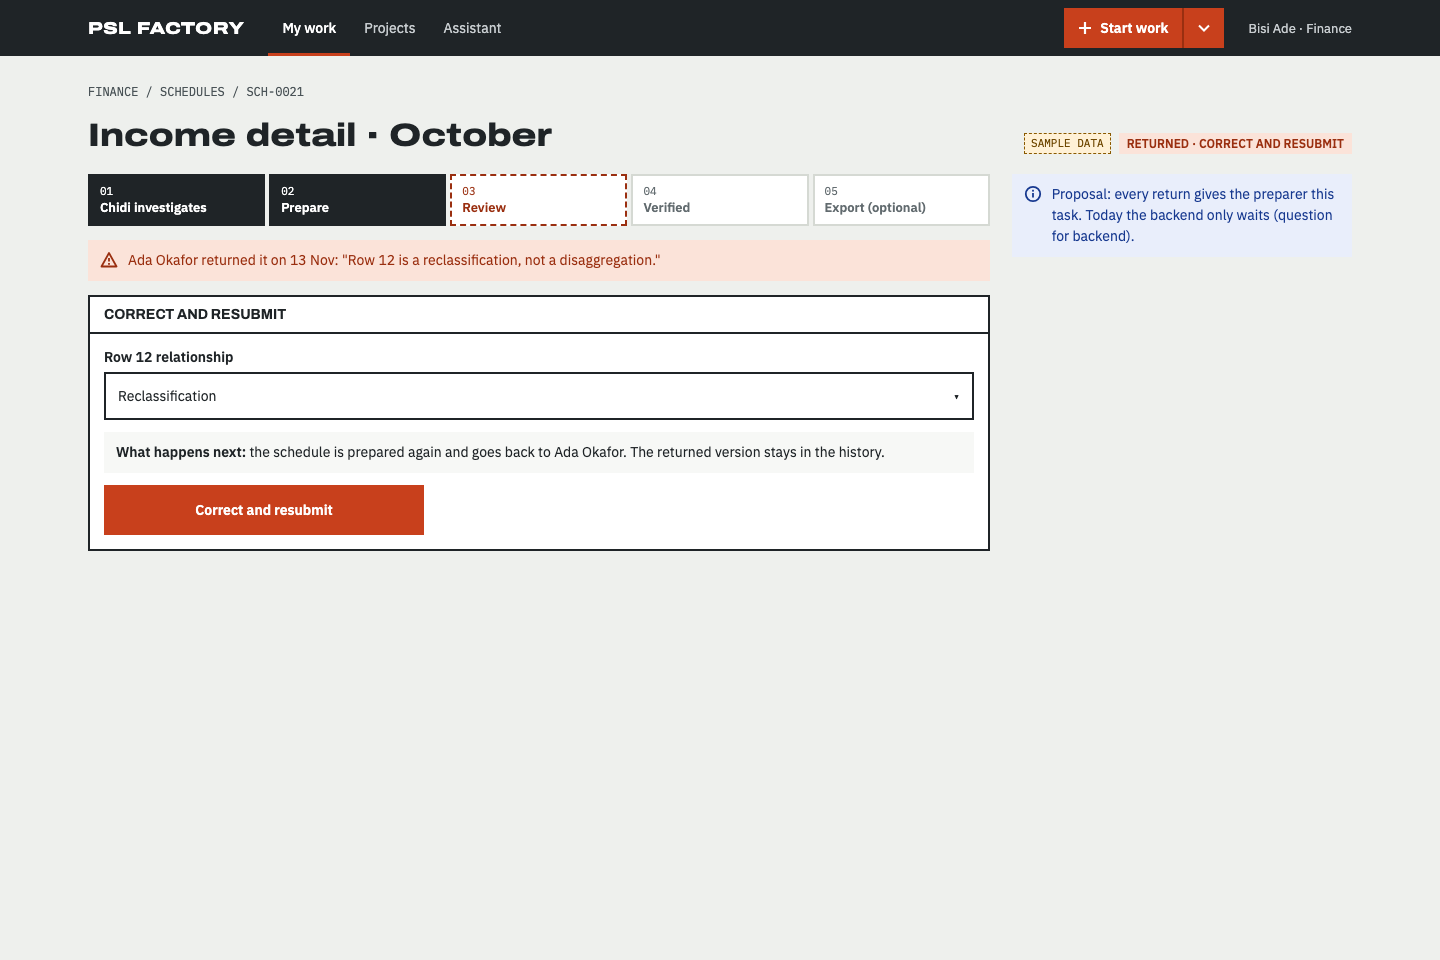 PSL FACTORY
My work
Projects
Assistant
Start work
Bisi Ade · Finance
FINANCE / SCHEDULES / SCH-0021
Income detail · October
SAMPLE DATA
RETURNED · CORRECT AND RESUBMIT
01
Chidi investigates
02
Prepare
03
Review
04
Verified
05
Export (optional)
Proposal: every return gives the preparer this
task. Today the backend only waits (question
for backend).
Ada Okafor returned it on 13 Nov: "Row 12 is a reclassification, not a disaggregation."
CORRECT AND RESUBMIT
Row 12 relationship
Reclassification
What happens next: the schedule is prepared again and goes back to Ada Okafor. The returned version stays in the history.
Correct and resubmit